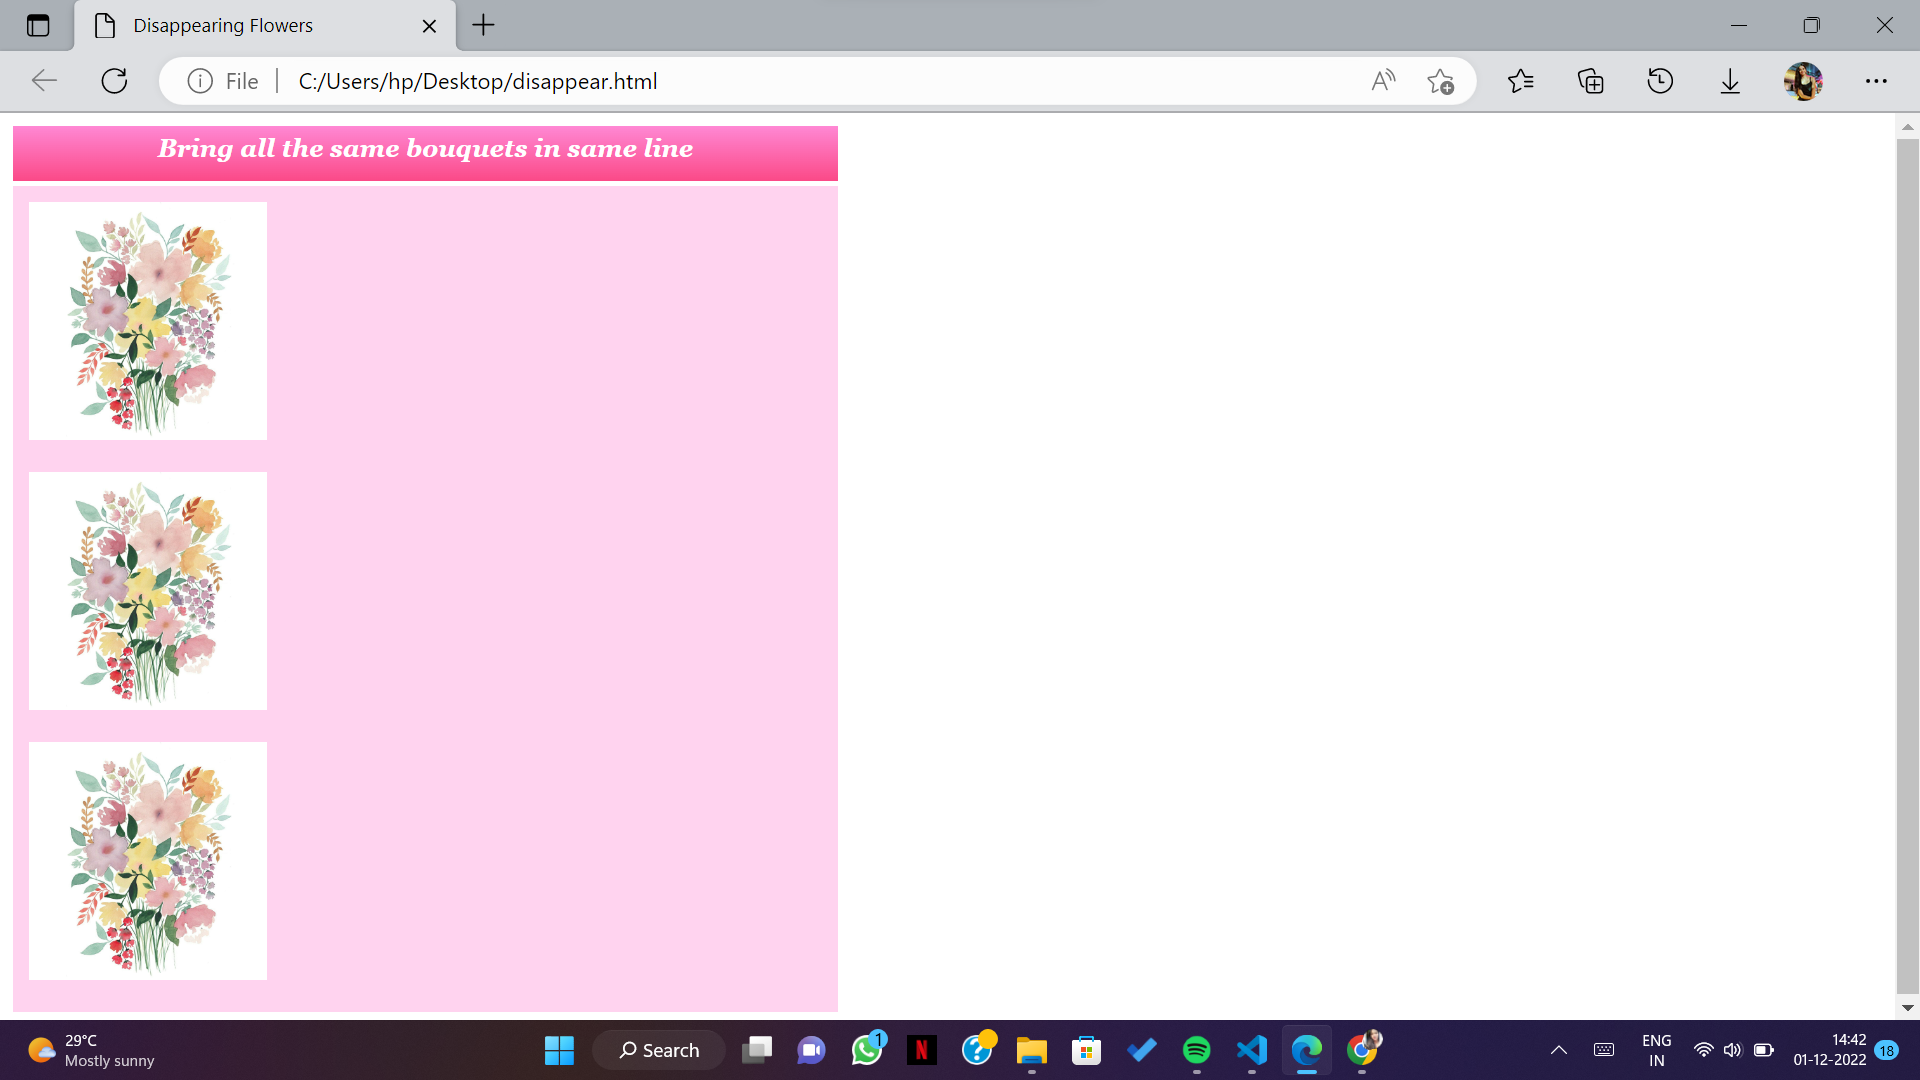 Disappearing Flowers
File
C:/Users/hp/Desktop/disappear.html
Bring all the same bouquets in same line
29°C
Mostly sunny
Search
1
N
ENG
IN
14:42
01-12-2022
18